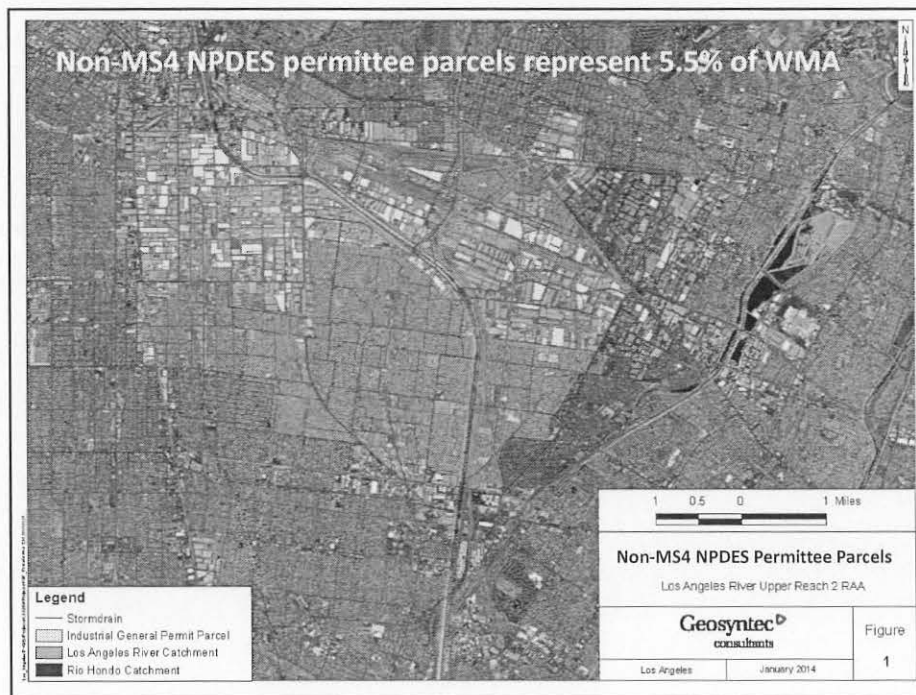 Non-MS4 NPDES permittee parcels represent 5.5% of WMA
N
1 0.5 0 1 Miles
Non-MS4 NPDES Permittee Parcels
Los Angeles River Upper Reach 2 RAA
Geosyntec
consultants
Figure
1
Los Angeles January 2014
Legend
Stormdrain
Industrial General Permit Parcel
Los Angeles River Catchment
Rio Hondo Catchment